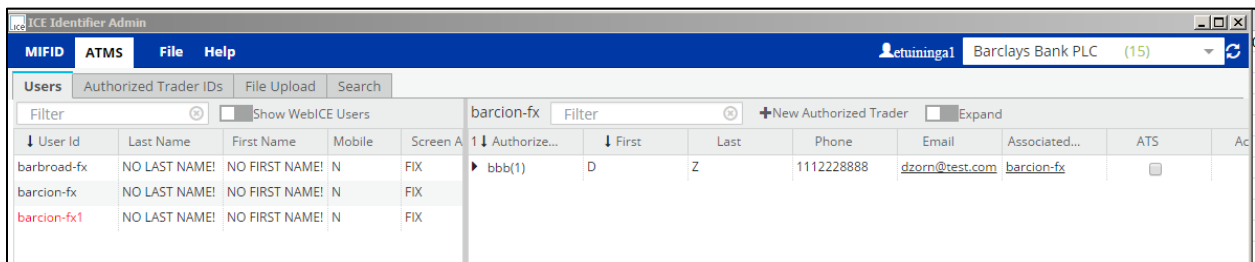 ICE ICE Identifier Admin
MIFID ATMS File Help etuininga1 Barclays Bank PLC (15)
Users Authorized Trader IDs File Upload Search
Filter Show WebICE Users barcion-fx Filter +New Authorized Trader Expand
User Id Last Name First Name Mobile Screen A 1 Authorize... First Last Phone Email Associated... ATS Ac
barbroad-fx NO LAST NAME! NO FIRST NAME! N FIX bbb(1) D Z 1112228888 dzorn@test.com barcion-fx
barcion-fx NO LAST NAME! NO FIRST NAME! N FIX
barcion-fx1 NO LAST NAME! NO FIRST NAME! N FIX